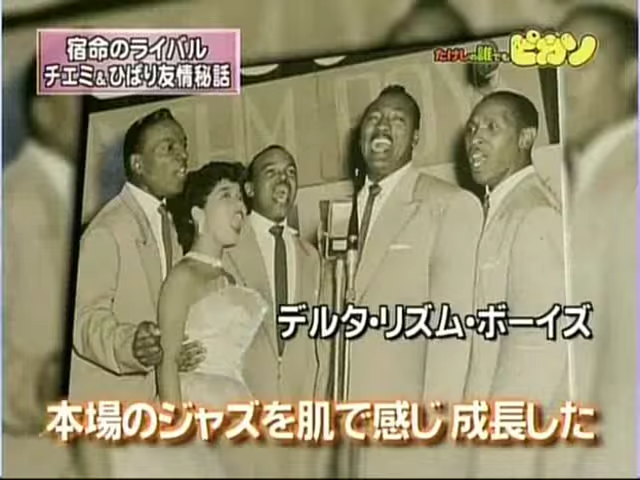 宿命のライバル
チエミ&ひばり友情秘話
たけしの誰でもピカソ
デルタ・リズム・ボーイズ
本場のジャズを肌で感じ 成長した